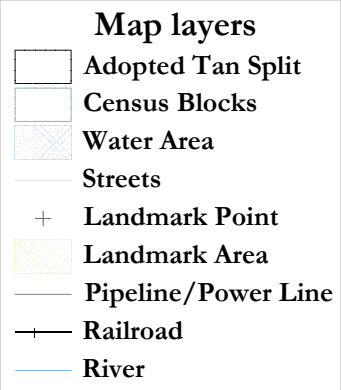 Map layers
Adopted Tan Split
Census Blocks
Water Area
Streets
Landmark Point
Landmark Area
Pipeline/Power Line
Railroad
River